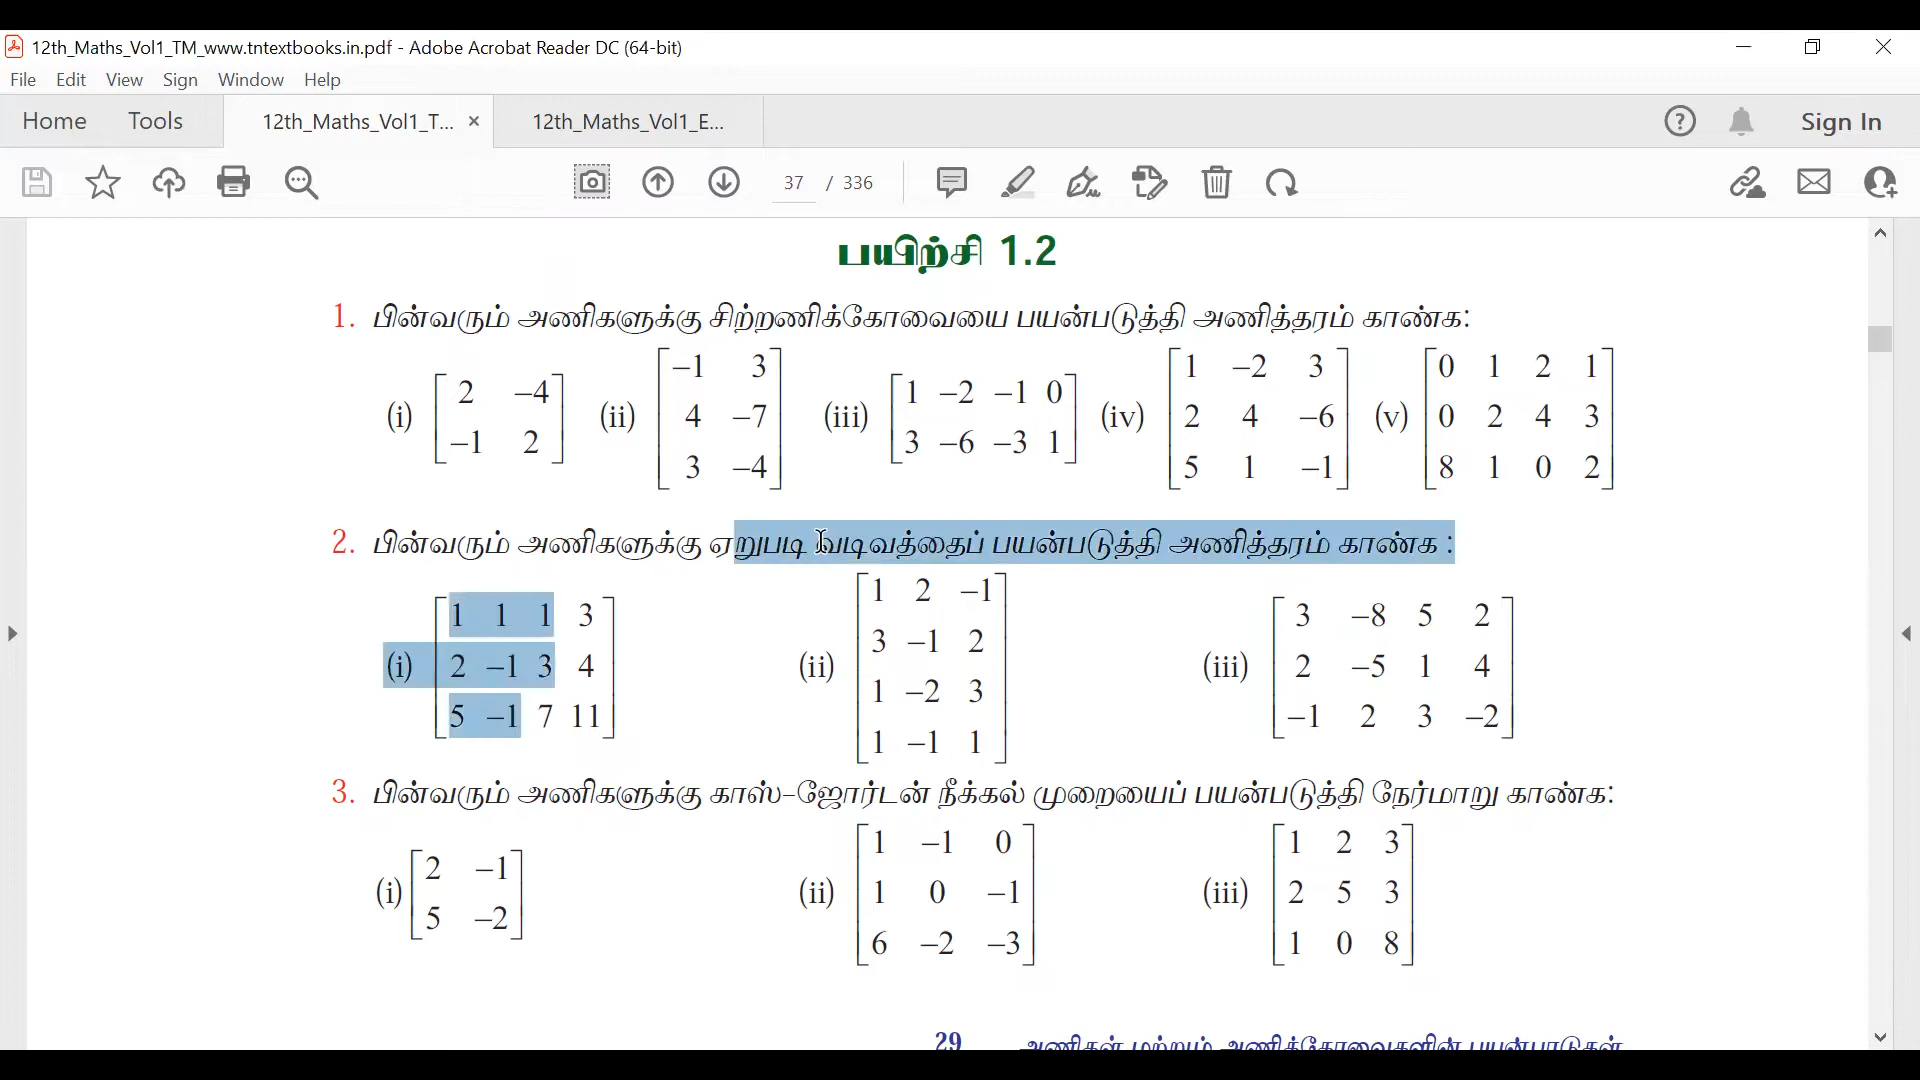 12th_Maths_Vol1_TM_www.tntextbooks.in.pdf - Adobe Acrobat Reader DC (64-bit)
File Edit View Sign Window Help
Home Tools 12th_Maths_Vol1_T... × 12th_Maths_Vol1_E... Sign In
37 / 336
பயிற்சி 1.2
1. பின்வரும் அணிகளுக்கு சிற்றணிக்கோவையை பயன்படுத்தி அணித்தரம் காண்க:
(i) [2 −4; −1 2] (ii) [−1 3; 4 −7; 3 −4] (iii) [1 −2 −1 0; 3 −6 −3 1] (iv) [1 −2 3; 2 4 −6; 5 1 −1] (v) [0 1 2 1; 0 2 4 3; 8 1 0 2]
2. பின்வரும் அணிகளுக்கு ஏறுபடி வடிவத்தைப் பயன்படுத்தி அணித்தரம் காண்க :
(i) [1 1 1 3; 2 −1 3 4; 5 −1 7 11] (ii) [1 2 −1; 3 −1 2; 1 −2 3; 1 −1 1] (iii) [3 −8 5 2; 2 −5 1 4; −1 2 3 −2]
3. பின்வரும் அணிகளுக்கு காஸ்-ஜோர்டன் நீக்கல் முறையைப் பயன்படுத்தி நேர்மாறு காண்க:
(i) [2 −1; 5 −2] (ii) [1 −1 0; 1 0 −1; 6 −2 −3] (iii) [1 2 3; 2 5 3; 1 0 8]
29 அணிகள் மற்றும் அணிக்கோவைகளின் பயன்பாடுகள்